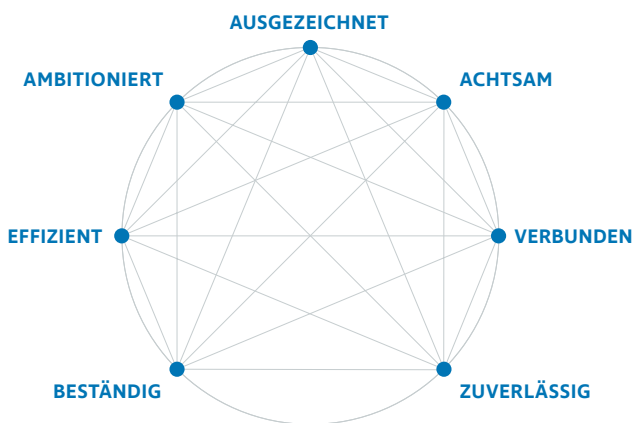 AUSGEZEICHNET
AMBITIONIERT
ACHTSAM
EFFIZIENT
VERBUNDEN
BESTÄNDIG
ZUVERLÄSSIG